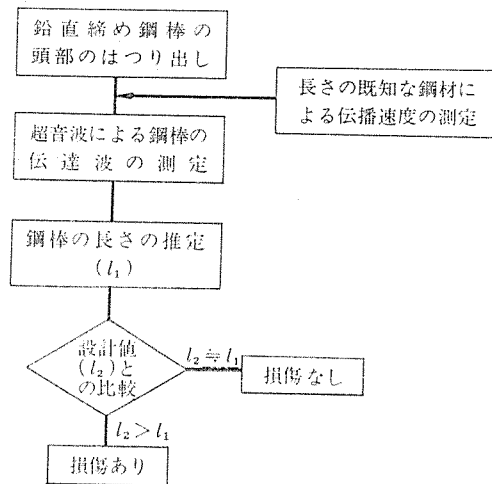 鉛直締め鋼棒の
頭部のはつり出し
長さの既知な鋼材に
よる伝播速度の測定
超音波による鋼棒の
伝達波の測定
鋼棒の長さの推定
(l₁)
設計値
(l₂)と
の比較
l₂≒l₁
損傷なし
l₂>l₁
損傷あり